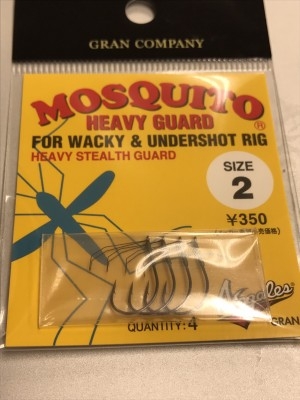 GRAN COMPANY
MOSQUITO®
HEAVY GUARD
FOR WACKY & UNDERSHOT RIG
HEAVY STEALTH GUARD
SIZE
2
¥350
QUANTITY:4
GRAN